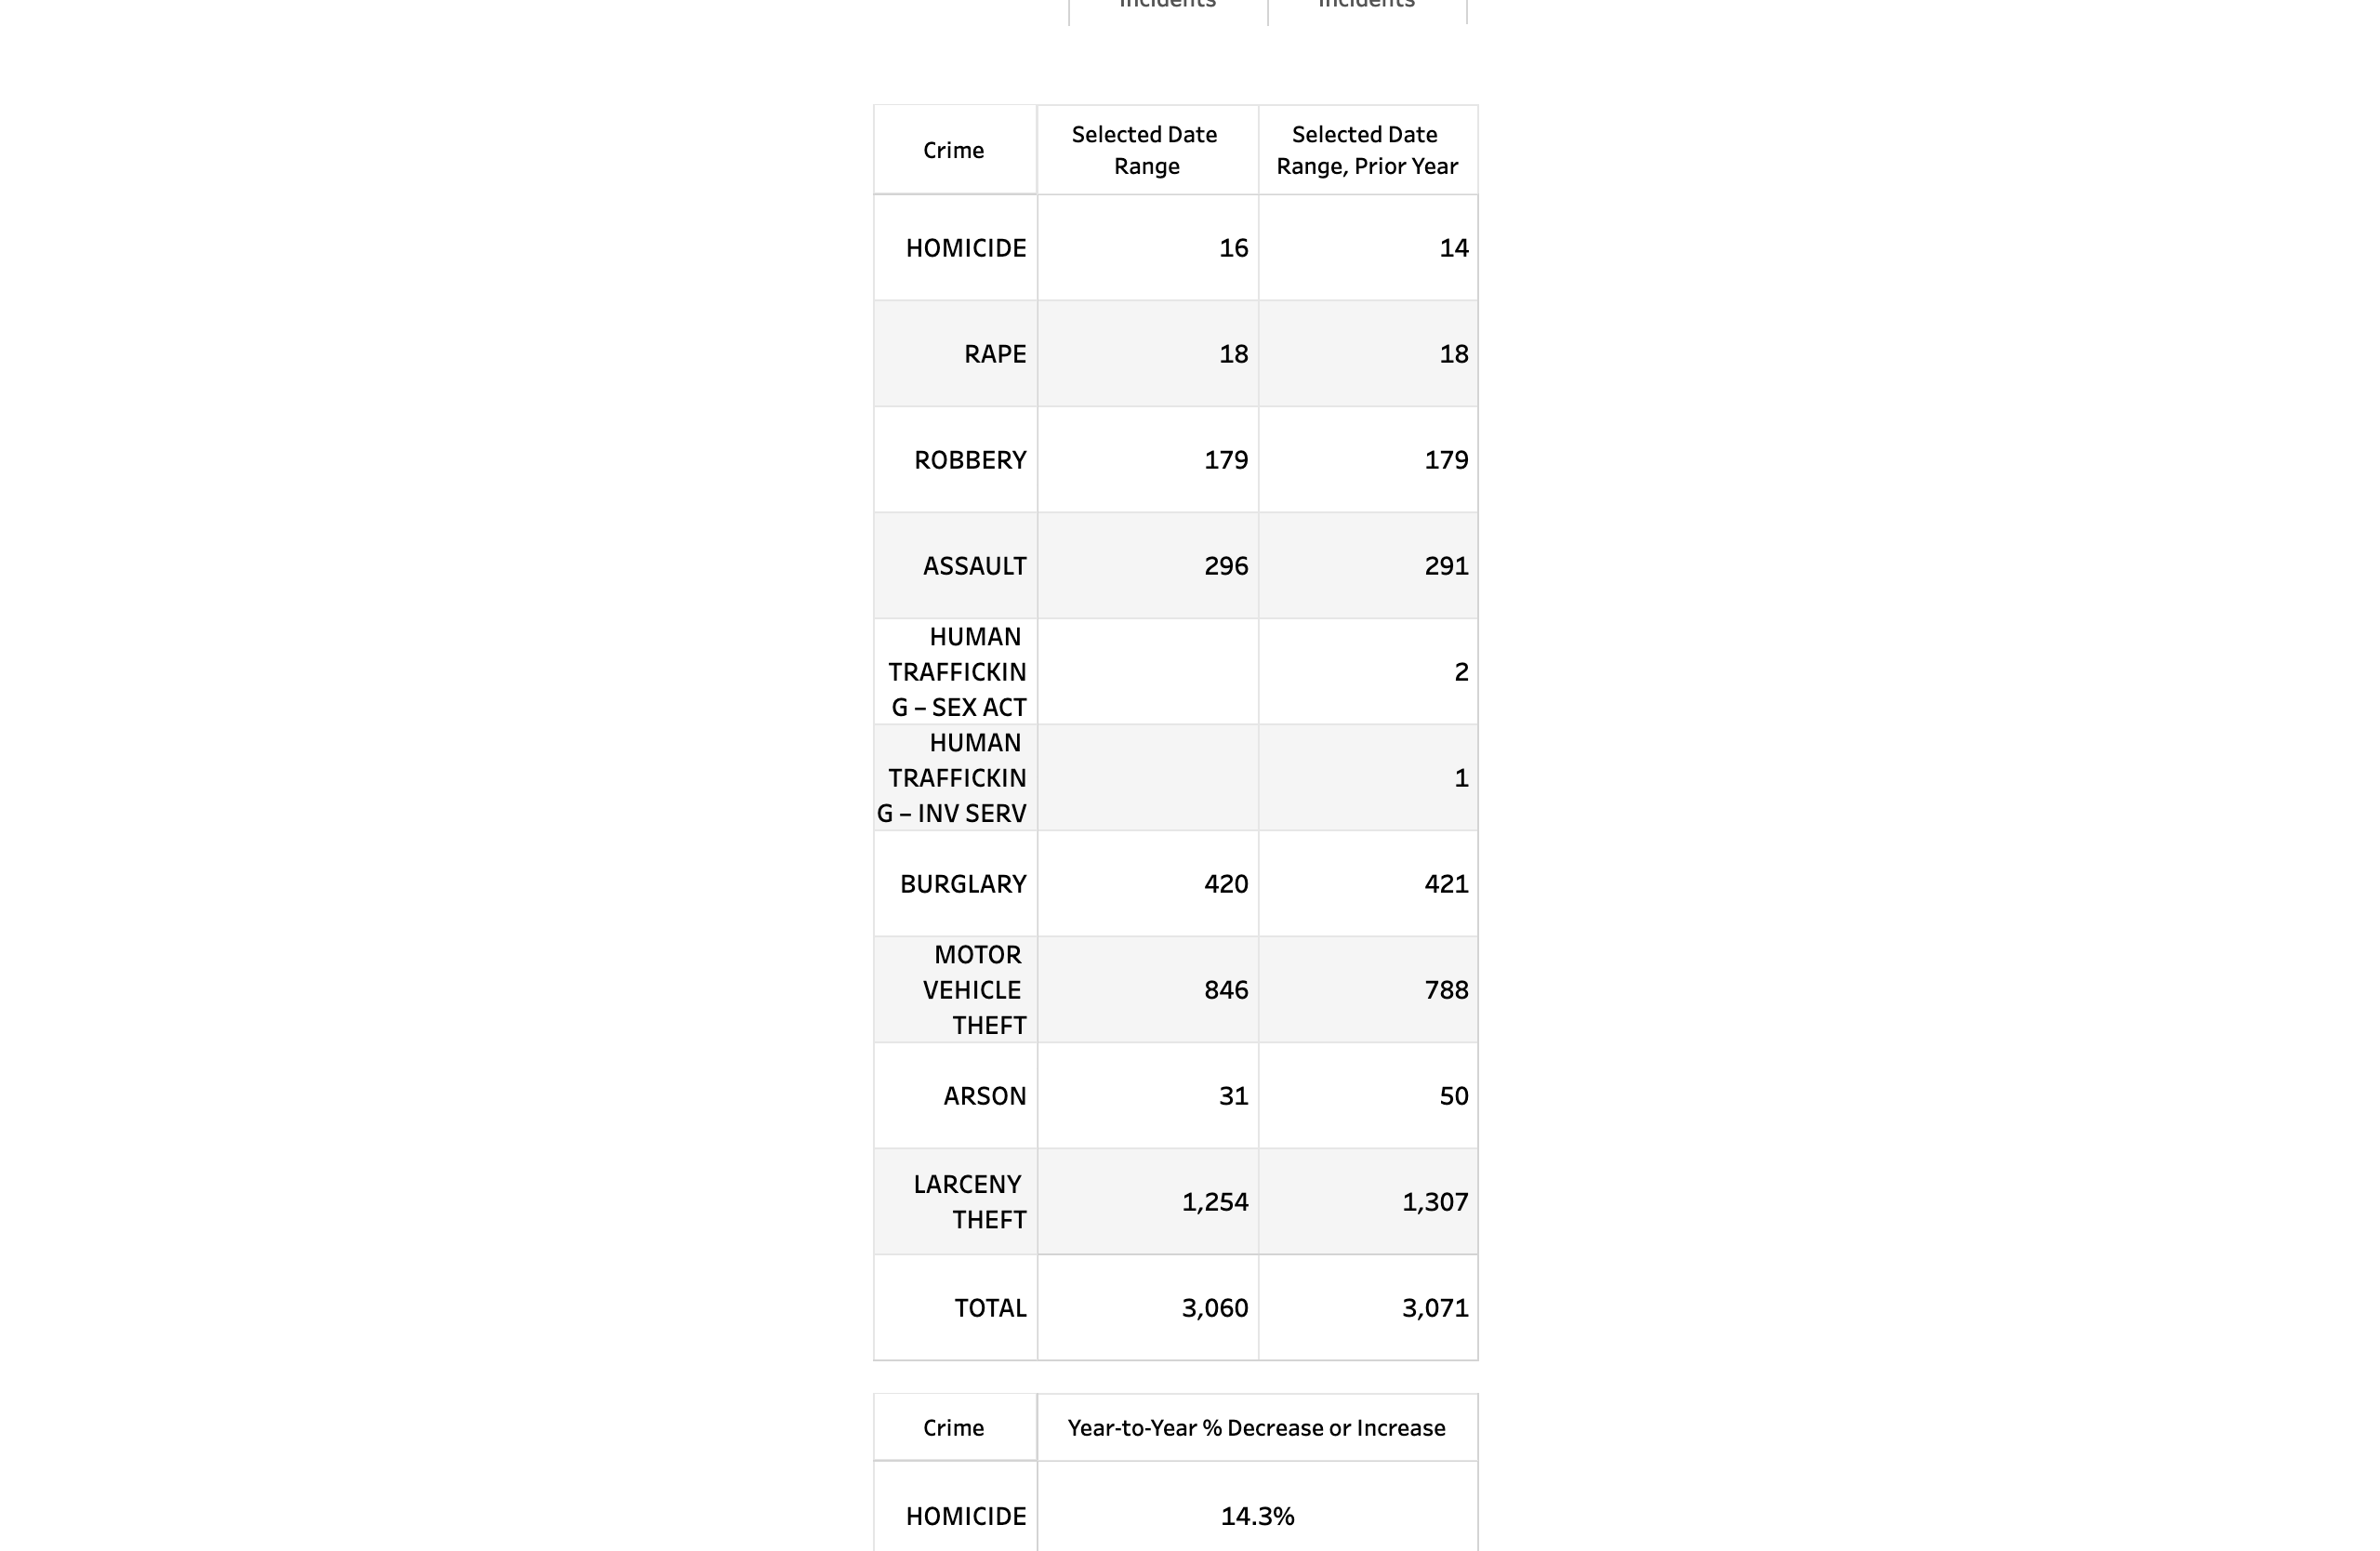 Incidents Incidents
Crime
Selected Date
Range
Selected Date
Range, Prior Year
HOMICIDE 16 14
RAPE 18 18
ROBBERY 179 179
ASSAULT 296 291
HUMAN
TRAFFICKIN
G – SEX ACT
2
HUMAN
TRAFFICKIN
G – INV SERV
1
BURGLARY 420 421
MOTOR
VEHICLE
THEFT
846 788
ARSON 31 50
LARCENY
THEFT
1,254 1,307
TOTAL 3,060 3,071
Crime Year-to-Year % Decrease or Increase
HOMICIDE 14.3%